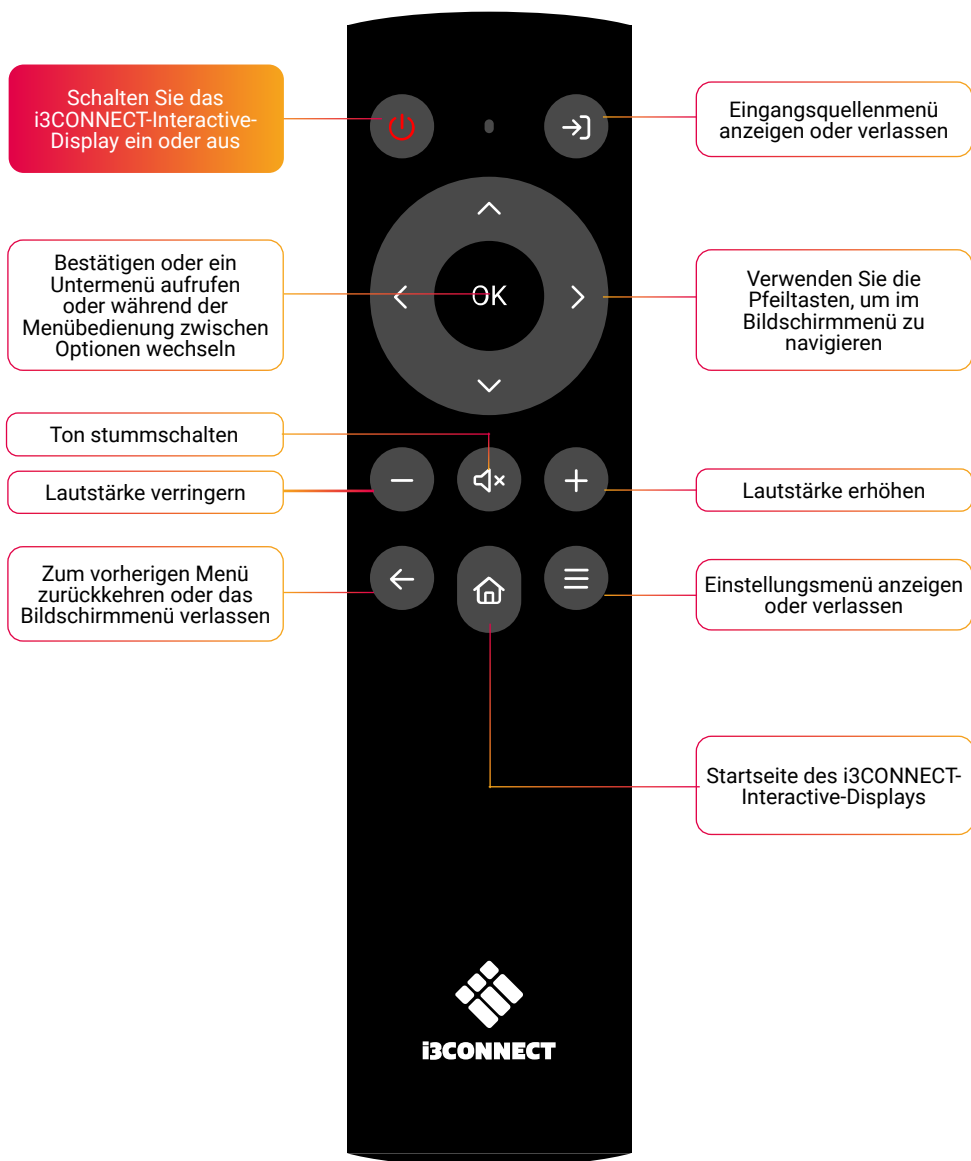 Schalten Sie das
i3CONNECT-Interactive-
Display ein oder aus
Eingangsquellenmenü
anzeigen oder verlassen
Bestätigen oder ein
Untermenü aufrufen
oder während der
Menübedienung zwischen
Optionen wechseln
OK
Verwenden Sie die
Pfeiltasten, um im
Bildschirmmenü zu
navigieren
Ton stummschalten
Lautstärke verringern
Lautstärke erhöhen
Zum vorherigen Menü
zurückkehren oder das
Bildschirmmenü verlassen
Einstellungsmenü anzeigen
oder verlassen
Startseite des i3CONNECT-
Interactive-Displays
i3CONNECT